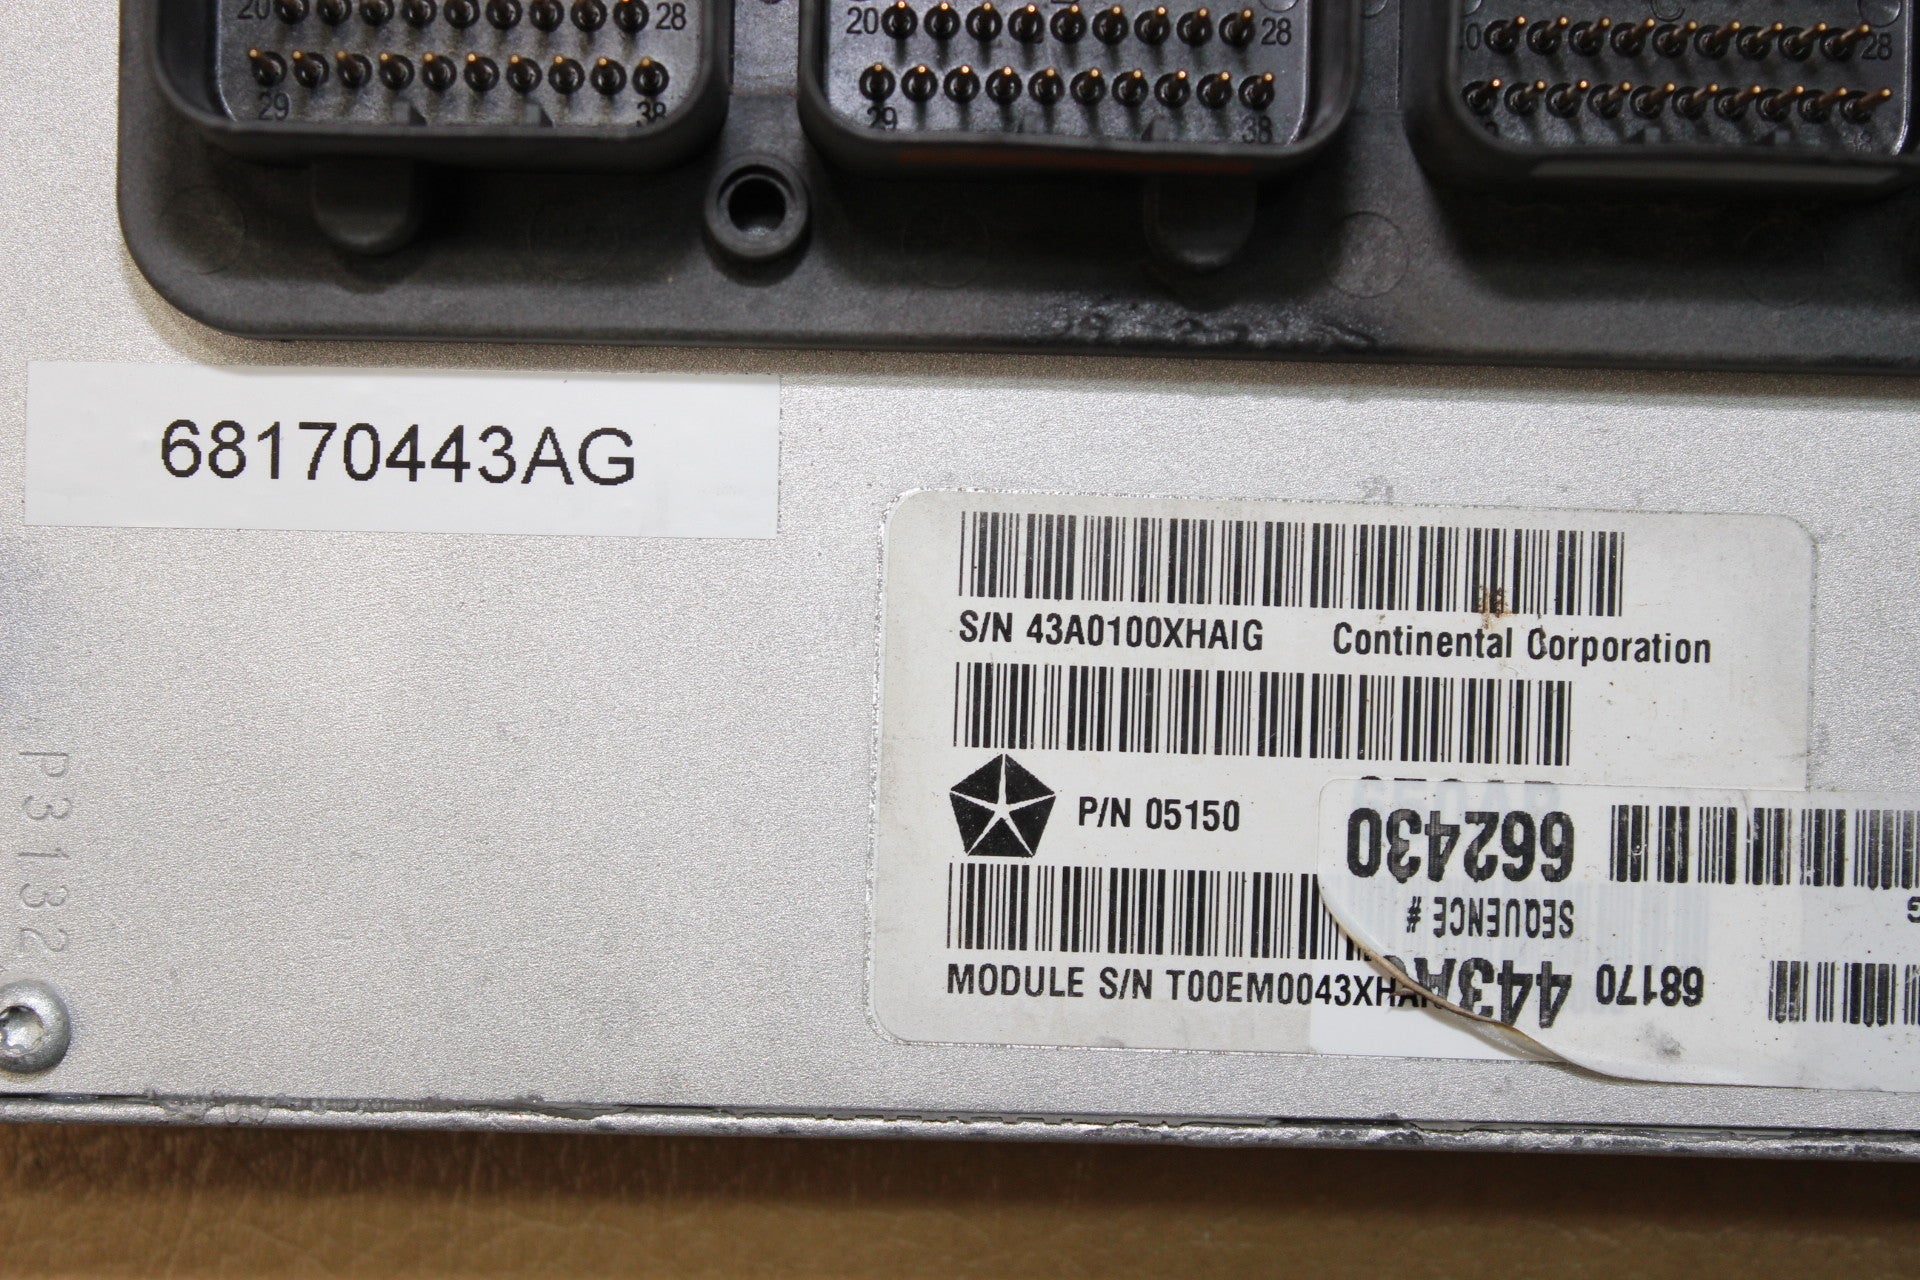 20 28 20 28 28
29 38 29 38
68170443AG
S/N 43A0100XHAIG Continental Corporation
P/N 05150
MODULE S/N T00EM0043XHA
662430
SEQUENCE #
68170 443A
P3132